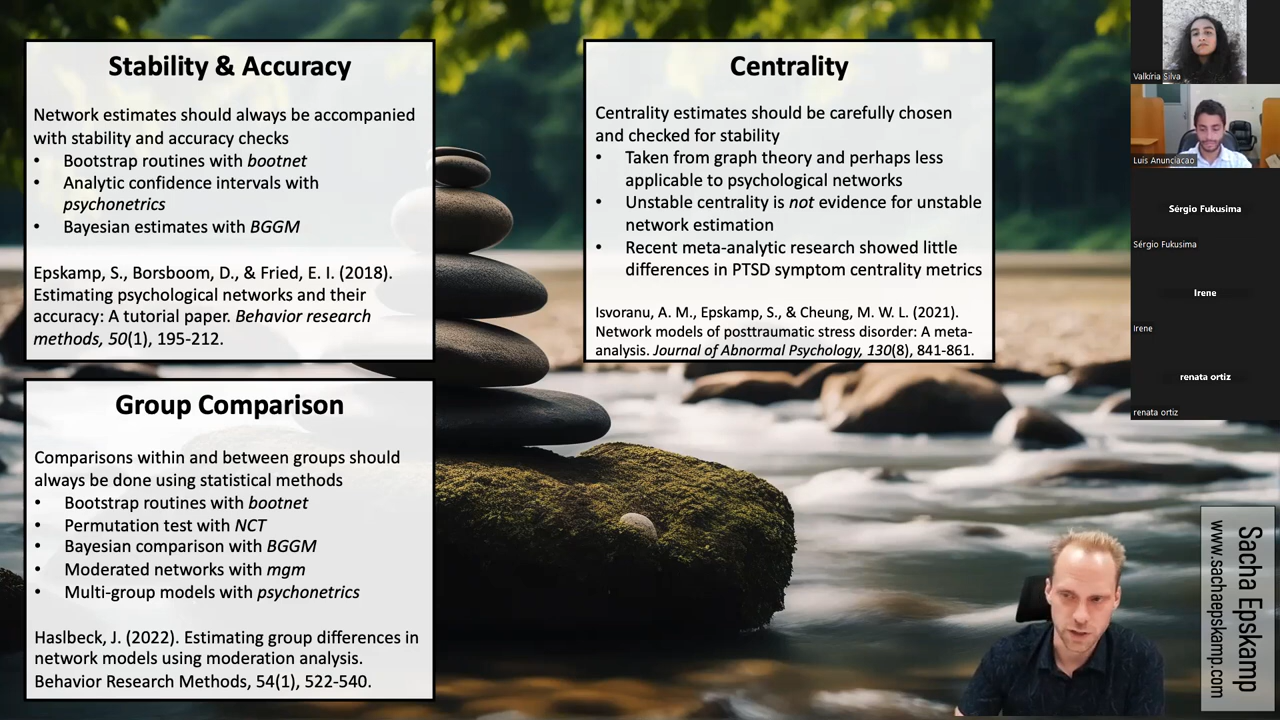 Stability & Accuracy
Network estimates should always be accompanied
with stability and accuracy checks
• Bootstrap routines with bootnet
• Analytic confidence intervals with
psychonetrics
• Bayesian estimates with BGGM
Epskamp, S., Borsboom, D., & Fried, E. I. (2018).
Estimating psychological networks and their
accuracy: A tutorial paper. Behavior research
methods, 50(1), 195-212.
Centrality
Centrality estimates should be carefully chosen
and checked for stability
• Taken from graph theory and perhaps less
applicable to psychological networks
• Unstable centrality is not evidence for unstable
network estimation
• Recent meta-analytic research showed little
differences in PTSD symptom centrality metrics
Isvoranu, A. M., Epskamp, S., & Cheung, M. W. L. (2021).
Network models of posttraumatic stress disorder: A meta-
analysis. Journal of Abnormal Psychology, 130(8), 841-861.
Group Comparison
Comparisons within and between groups should
always be done using statistical methods
• Bootstrap routines with bootnet
• Permutation test with NCT
• Bayesian comparison with BGGM
• Moderated networks with mgm
• Multi-group models with psychonetrics
Haslbeck, J. (2022). Estimating group differences in
network models using moderation analysis.
Behavior Research Methods, 54(1), 522-540.
Valkíria Silva
Luis Anunciacao
Sérgio Fukusima
Sérgio Fukusima
Irene
Irene
renata ortiz
renata ortiz
Sacha Epskamp
www.sachaepskamp.com